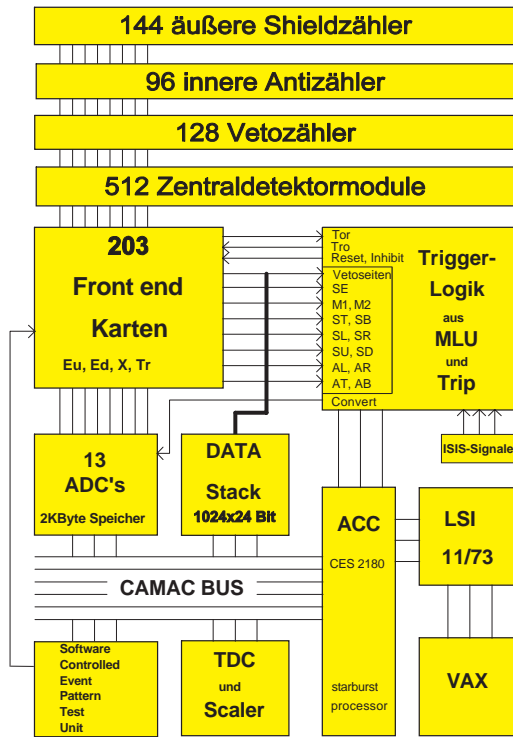 144 äußere Shieldzähler
96 innere Antizähler
128 Vetozähler
512 Zentraldetektormodule
203
Front end
Karten
Eu, Ed, X, Tr
Tor
Tro
Reset, Inhibit
Vetoseiten
SE
M1, M2
ST, SB
SL, SR
SU, SD
AL, AR
AT, AB
Convert
Trigger-
Logik
aus
MLU
und
Trip
ISIS-Signale
13
ADC's
2KByte Speicher
DATA
Stack
1024x24 Bit
ACC
CES 2180
starburst
processor
LSI
11/73
CAMAC BUS
Software
Controlled
Event
Pattern
Test
Unit
TDC
und
Scaler
VAX